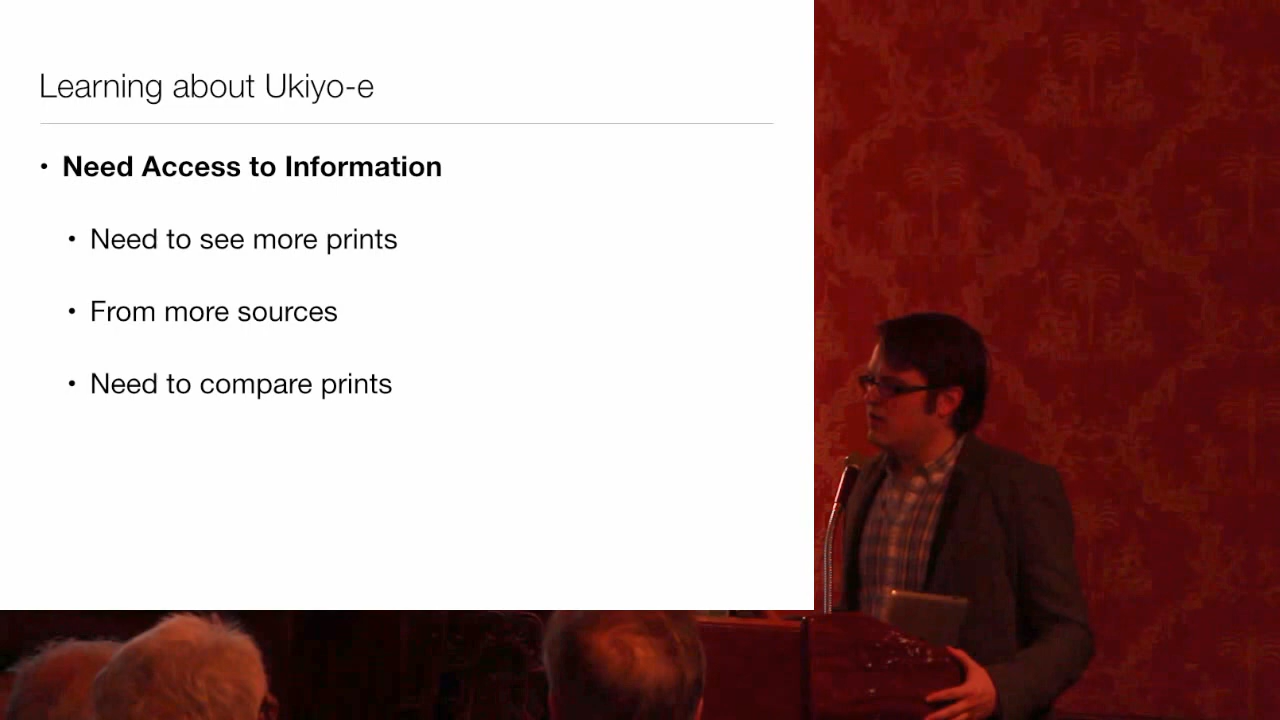 Learning about Ukiyo-e
• Need Access to Information
• Need to see more prints
• From more sources
• Need to compare prints